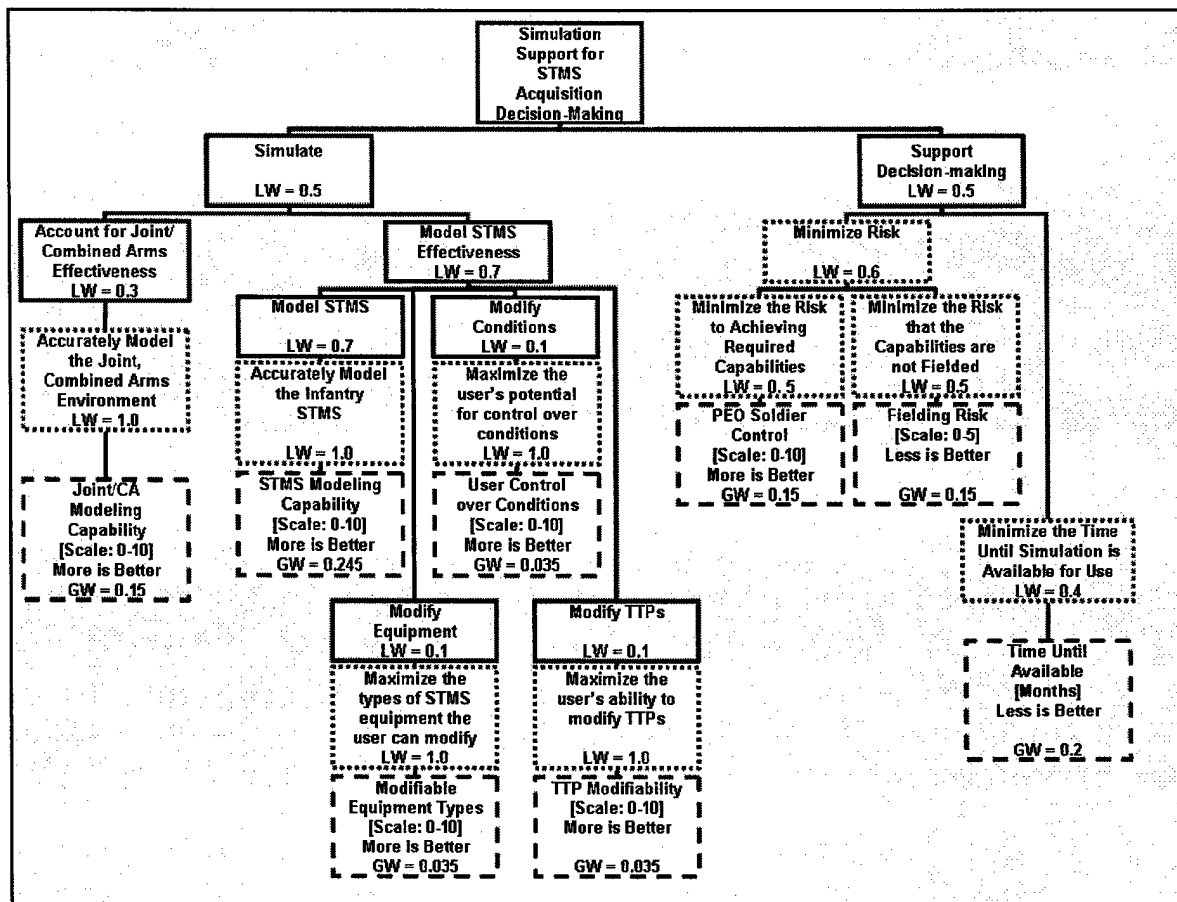 Simulation
Support for
STMS
Acquisition
Decision-Making
Simulate
LW = 0.5
Support
Decision-making
LW = 0.5
Account for Joint/
Combined Arms
Effectiveness
LW = 0.3
Model STMS
Effectiveness
LW = 0.7
Minimize Risk
LW = 0.6
Accurately Model
the Joint,
Combined Arms
Environment
LW = 1.0
Joint/CA
Modeling
Capability
[Scale: 0-10]
More is Better
GW = 0.15
Model STMS
LW = 0.7
Accurately Model
the Infantry
STMS
LW = 1.0
STMS Modeling
Capability
[Scale: 0-10]
More is Better
GW = 0.245
Modify
Conditions
LW = 0.1
Maximize the
user's potential
for control over
conditions
LW = 1.0
User Control
over Conditions
[Scale: 0-10]
More is Better
GW = 0.035
Modify
Equipment
LW = 0.1
Maximize the
types of STMS
equipment the
user can modify
LW = 1.0
Modifiable
Equipment Types
[Scale: 0-10]
More is Better
GW = 0.035
Modify TTPs
LW = 0.1
Maximize the
user's ability to
modify TTPs
LW = 1.0
TTP Modifiability
[Scale: 0-10]
More is Better
GW = 0.035
Minimize the Risk
to Achieving
Required
Capabilities
LW = 0.5
PEO Soldier
Control
[Scale: 0-10]
More is Better
GW = 0.15
Minimize the Risk
that the
Capabilities are
not Fielded
LW = 0.5
Fielding Risk
[Scale: 0-5]
Less is Better
GW = 0.15
Minimize the Time
Until Simulation is
Available for Use
LW = 0.4
Time Until
Available
[Months]
Less is Better
GW = 0.2